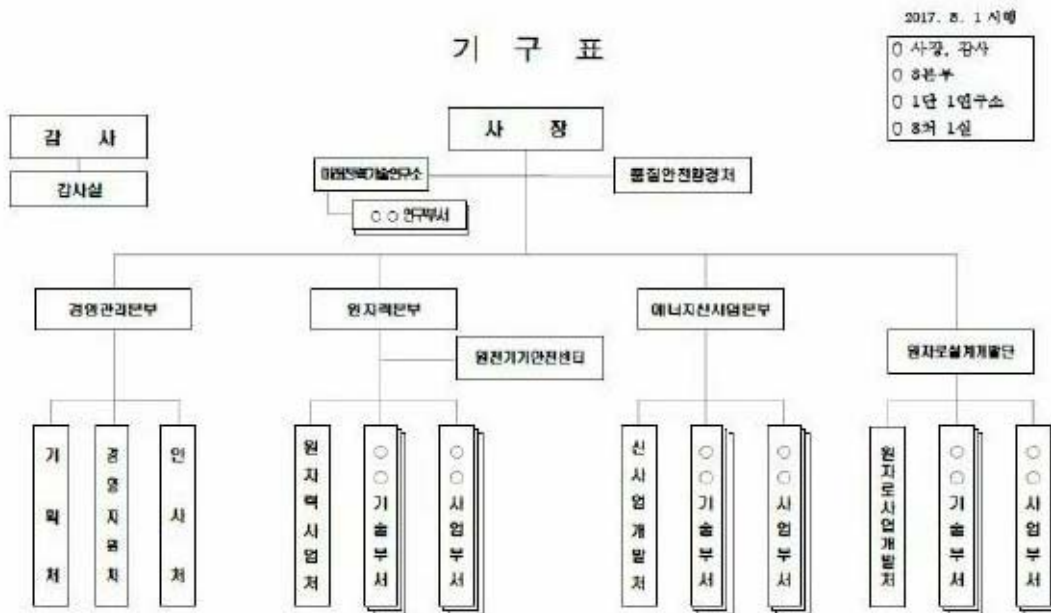 2017. 1 시행
기 구 표
○ 사장, 감사
○ 3본부
○ 1단 1연구소
○ 1실
감 사
사 장
감사실
미래전력기술연구소
품질안전환경처
○ ○ 연구부서
경영관리본부
원자력본부
에너지신사업본부
원전기기안전센터
원자로설계개발단
기획처
경영지원처
인사처
원자력사업처
○○기술부서
○○사업부서
신사업개발처
○○기술부서
○○사업부서
원자로사업개발처
○○기술부서
○○사업부서